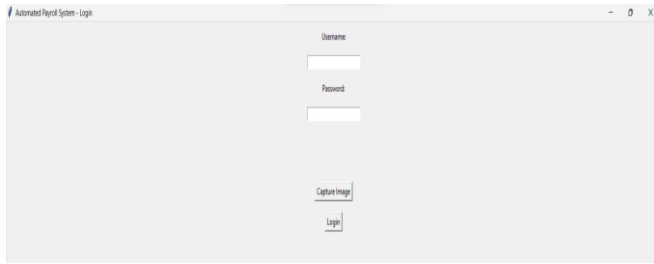 Automated Payroll System - Login
Username:
Password:
Capture Image
Login